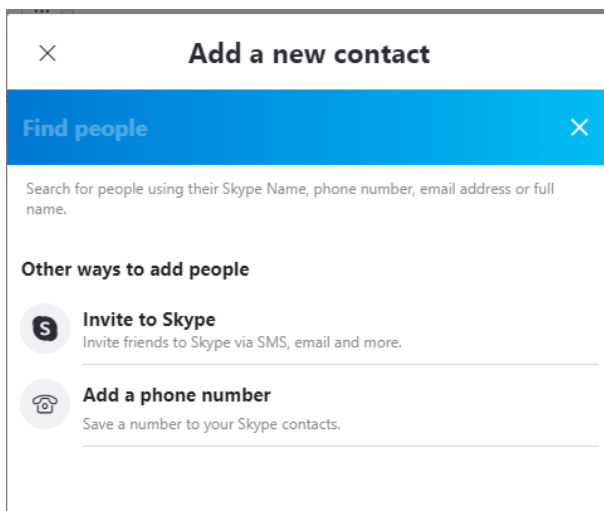 Add a new contact
Find people
Search for people using their Skype Name, phone number, email address or full
name.
Other ways to add people
Invite to Skype
Invite friends to Skype via SMS, email and more.
Add a phone number
Save a number to your Skype contacts.